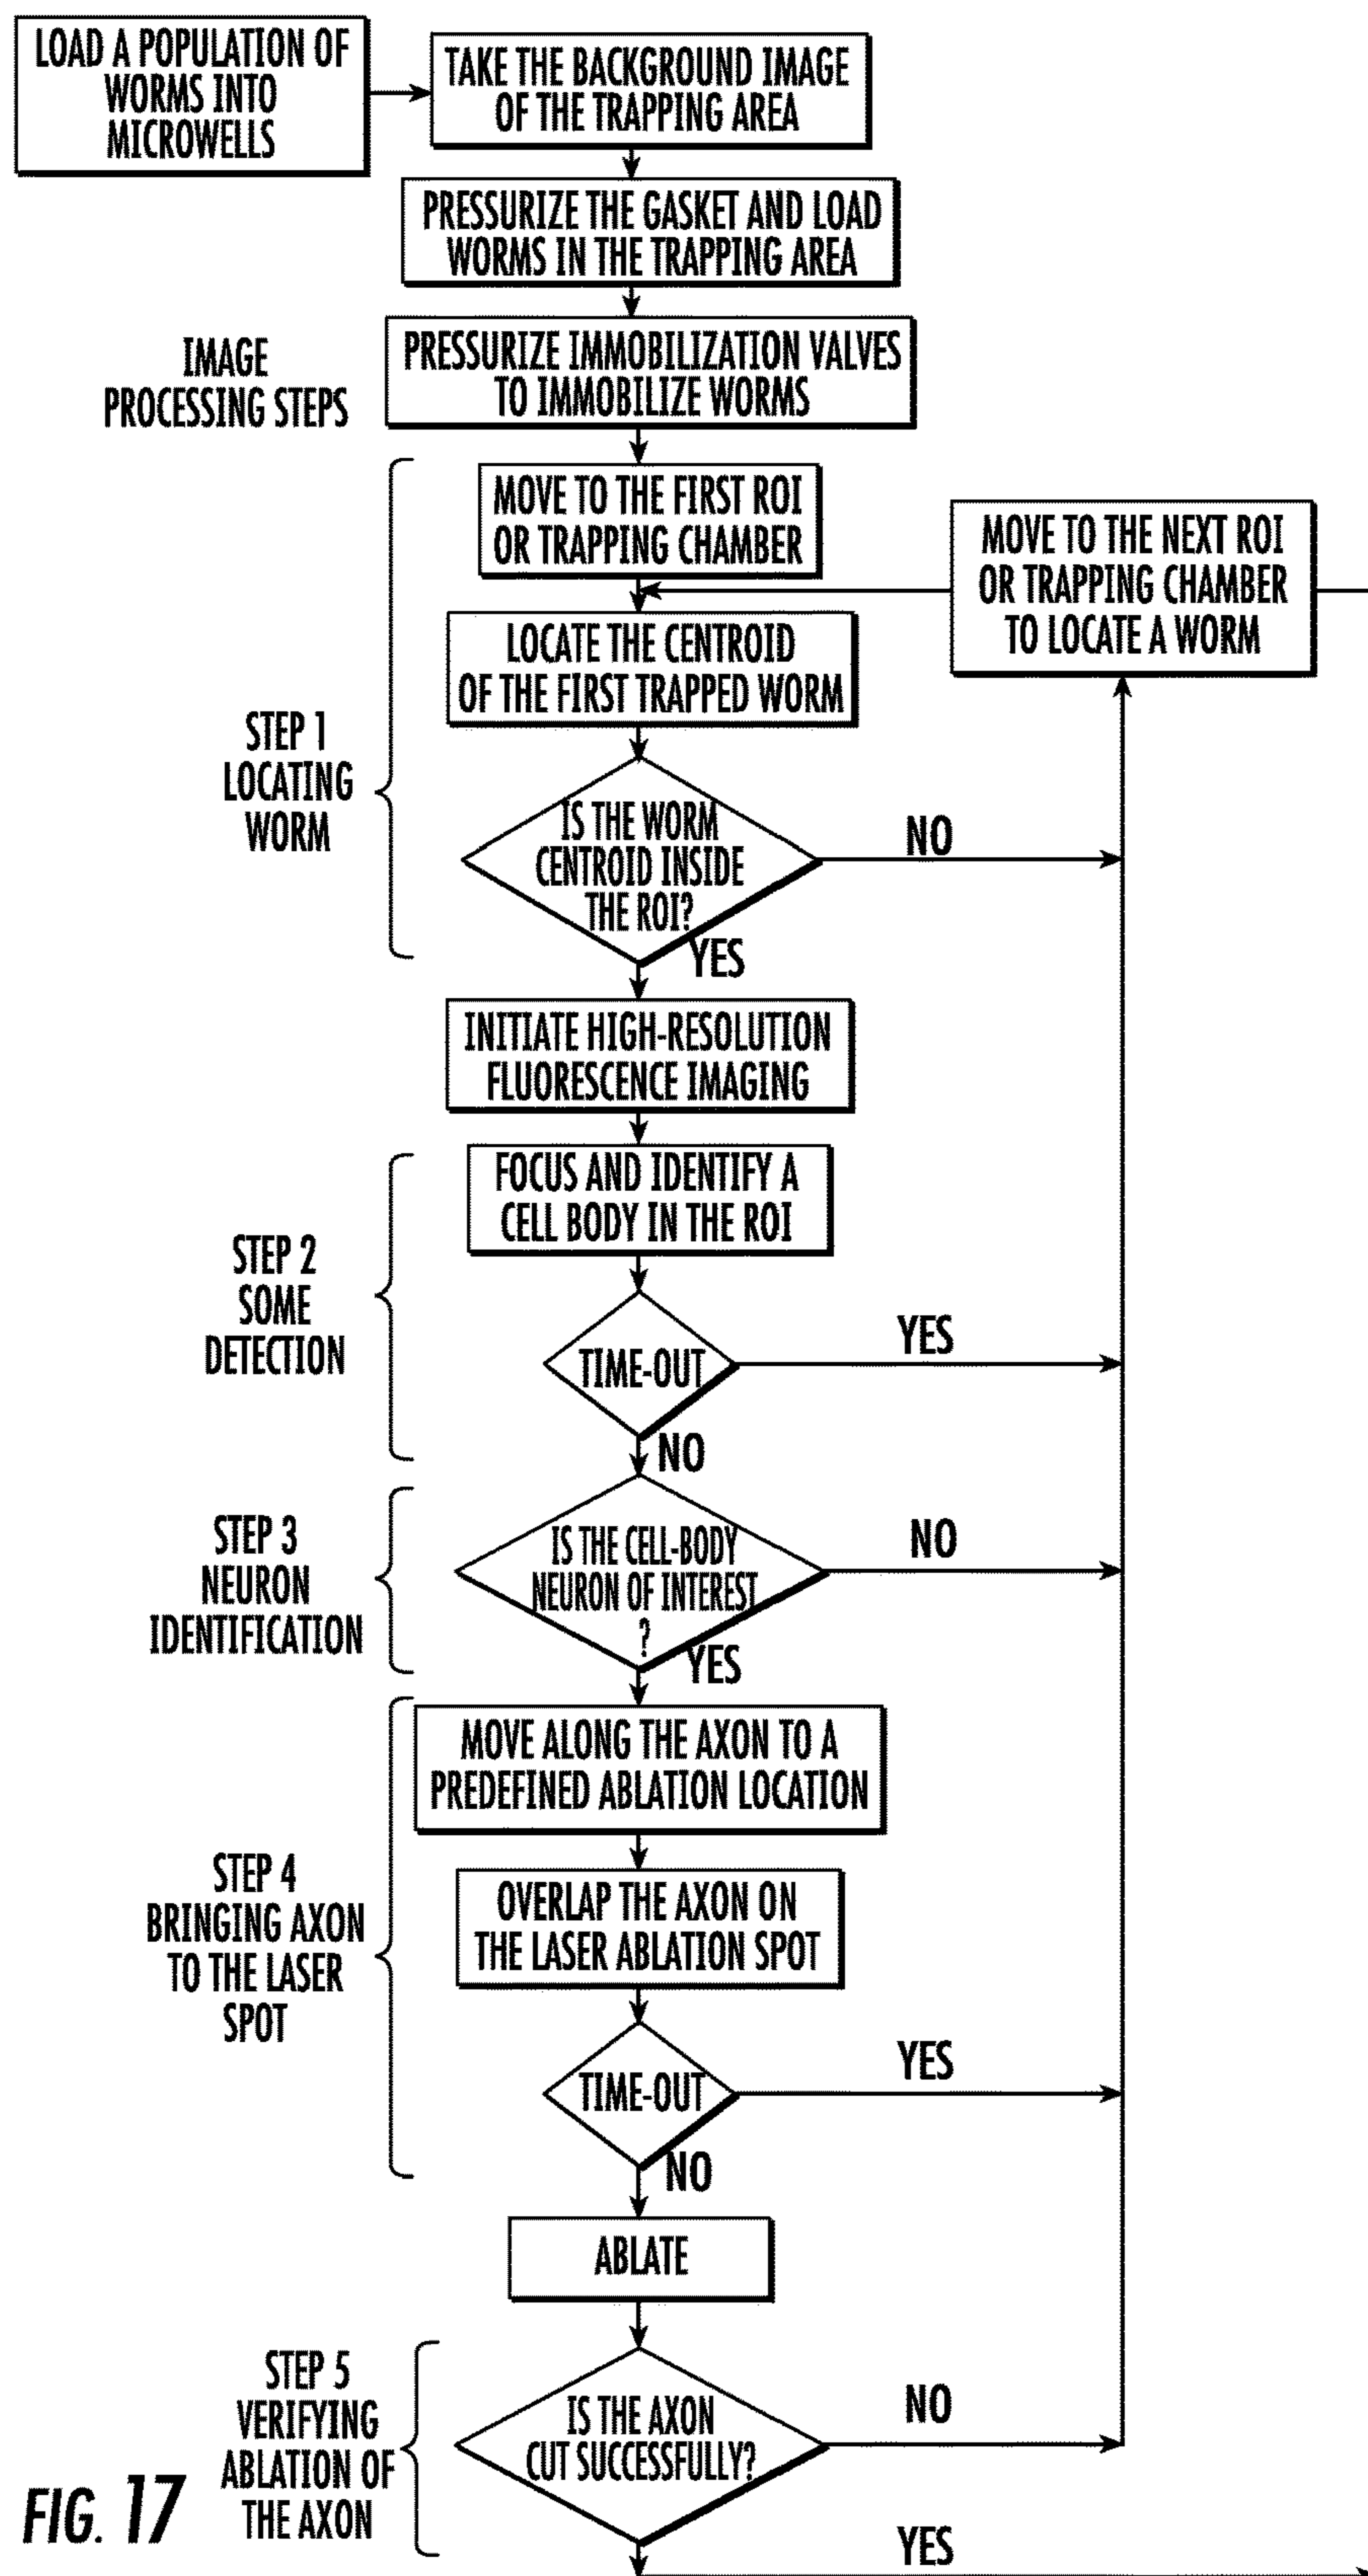 LOAD A POPULATION OF
WORMS INTO
MICROWELLS
TAKE THE BACKGROUND IMAGE
OF THE TRAPPING AREA
PRESSURIZE THE GASKET AND LOAD
WORMS IN THE TRAPPING AREA
PRESSURIZE IMMOBILIZATION VALVES
TO IMMOBILIZE WORMS
IMAGE
PROCESSING STEPS
MOVE TO THE FIRST ROI
OR TRAPPING CHAMBER
MOVE TO THE NEXT ROI
OR TRAPPING CHAMBER
TO LOCATE A WORM
LOCATE THE CENTROID
OF THE FIRST TRAPPED WORM
STEP 1
LOCATING
WORM
IS THE WORM
CENTROID INSIDE
THE ROI?
NO
YES
INITIATE HIGH-RESOLUTION
FLUORESCENCE IMAGING
FOCUS AND IDENTIFY A
CELL BODY IN THE ROI
STEP 2
SOME
DETECTION
TIME-OUT
YES
NO
STEP 3
NEURON
IDENTIFICATION
IS THE CELL-BODY
NEURON OF INTEREST
?
NO
YES
MOVE ALONG THE AXON TO A
PREDEFINED ABLATION LOCATION
STEP 4
BRINGING AXON
TO THE LASER
SPOT
OVERLAP THE AXON ON
THE LASER ABLATION SPOT
TIME-OUT
YES
NO
ABLATE
STEP 5
VERIFYING
ABLATION OF
THE AXON
IS THE AXON
CUT SUCCESSFULLY?
NO
YES
FIG. 17